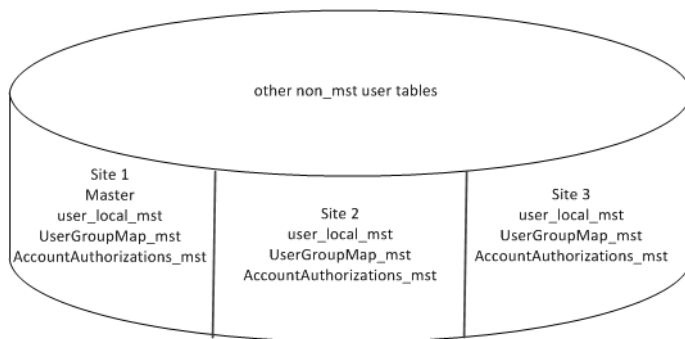 other non_mst user tables
Site 1
Master
user_local_mst
UserGroupMap_mst
AccountAuthorizations_mst
Site 2
user_local_mst
UserGroupMap_mst
AccountAuthorizations_mst
Site 3
user_local_mst
UserGroupMap_mst
AccountAuthorizations_mst